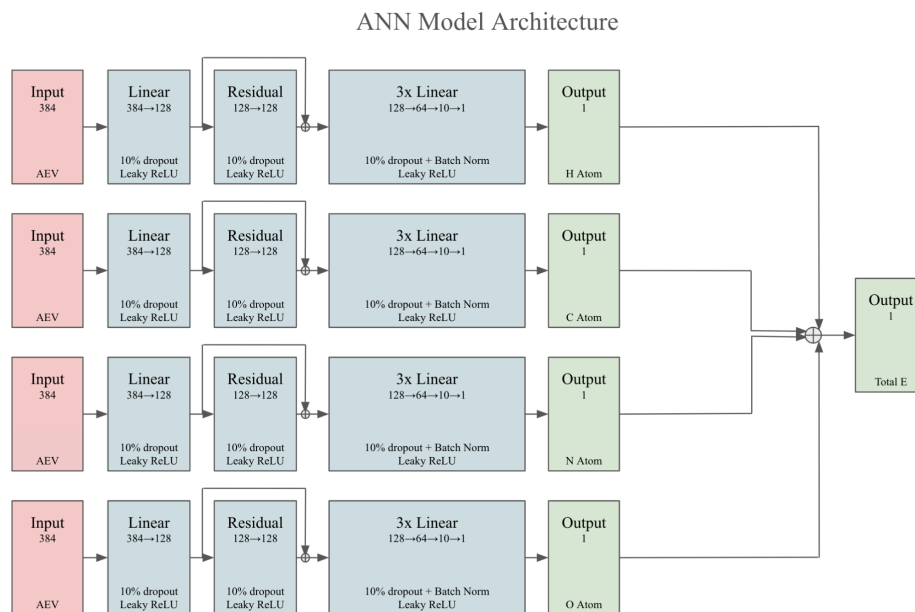 ANN Model Architecture
Input
384
AEV
Linear
384→128
10% dropout
Leaky ReLU
Residual
128→128
10% dropout
Leaky ReLU
3x Linear
128→64→10→1
10% dropout + Batch Norm
Leaky ReLU
Output
1
H Atom
Input
384
AEV
Linear
384→128
10% dropout
Leaky ReLU
Residual
128→128
10% dropout
Leaky ReLU
3x Linear
128→64→10→1
10% dropout + Batch Norm
Leaky ReLU
Output
1
C Atom
Input
384
AEV
Linear
384→128
10% dropout
Leaky ReLU
Residual
128→128
10% dropout
Leaky ReLU
3x Linear
128→64→10→1
10% dropout + Batch Norm
Leaky ReLU
Output
1
N Atom
Input
384
AEV
Linear
384→128
10% dropout
Leaky ReLU
Residual
128→128
10% dropout
Leaky ReLU
3x Linear
128→64→10→1
10% dropout + Batch Norm
Leaky ReLU
Output
1
O Atom
Output
1
Total E